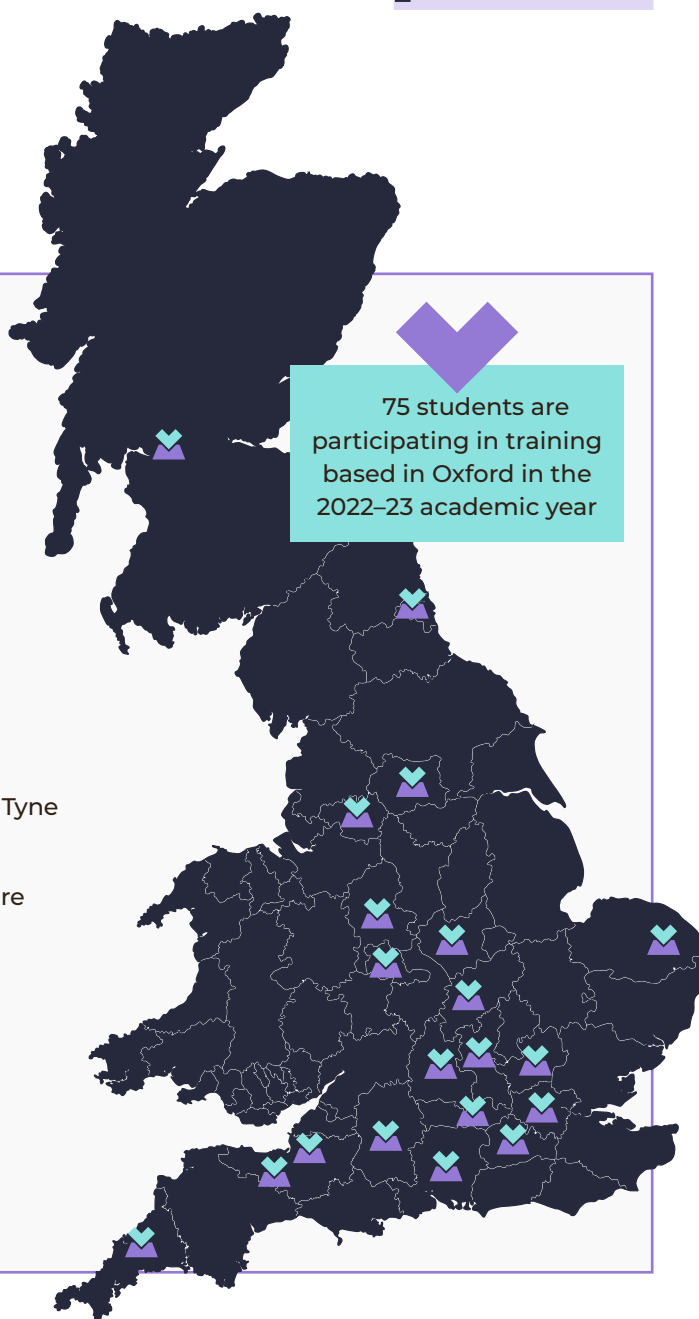 75 students are
participating in training
based in Oxford in the
2022–23 academic year
Tyne
re